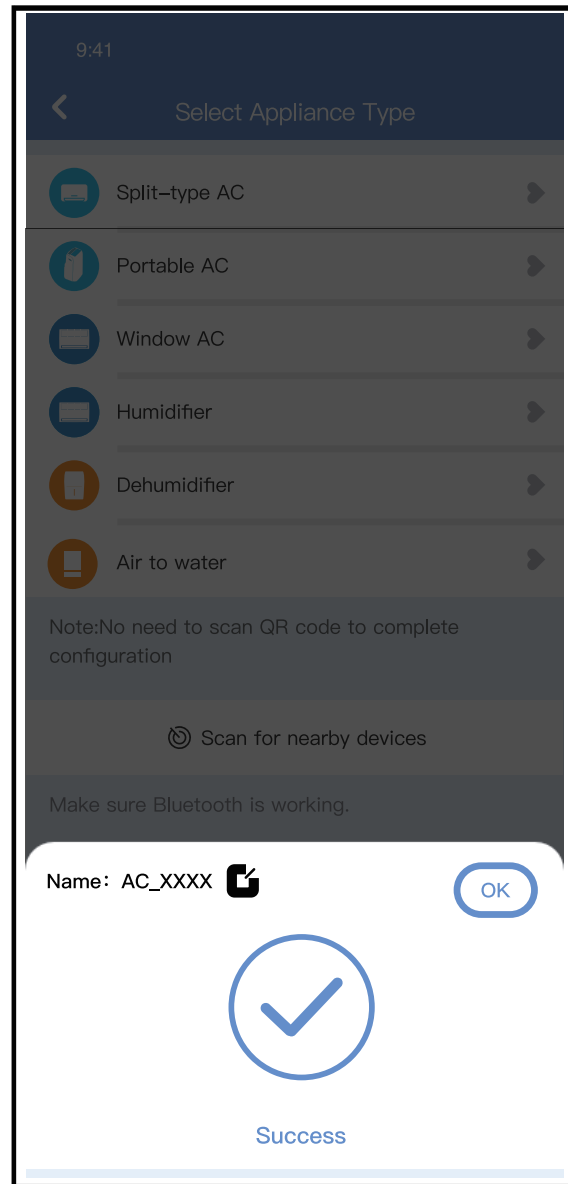 9:41
Select Appliance Type
Split–type AC
Portable AC
Window AC
Humidifier
Dehumidifier
Air to water
Note:No need to scan QR code to complete
configuration
Scan for nearby devices
Make sure Bluetooth is working.
Name: AC_XXXX
OK
Success